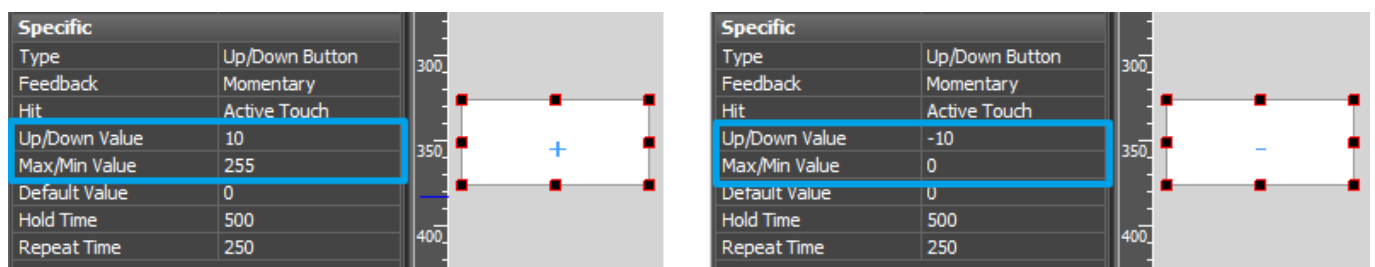 Specific
Type Up/Down Button
Feedback Momentary
Hit Active Touch
Up/Down Value 10
Max/Min Value 255
Default Value 0
Hold Time 500
Repeat Time 250
300
350
400
+
Specific
Type Up/Down Button
Feedback Momentary
Hit Active Touch
Up/Down Value -10
Max/Min Value 0
Default Value 0
Hold Time 500
Repeat Time 250
300
350
400
-